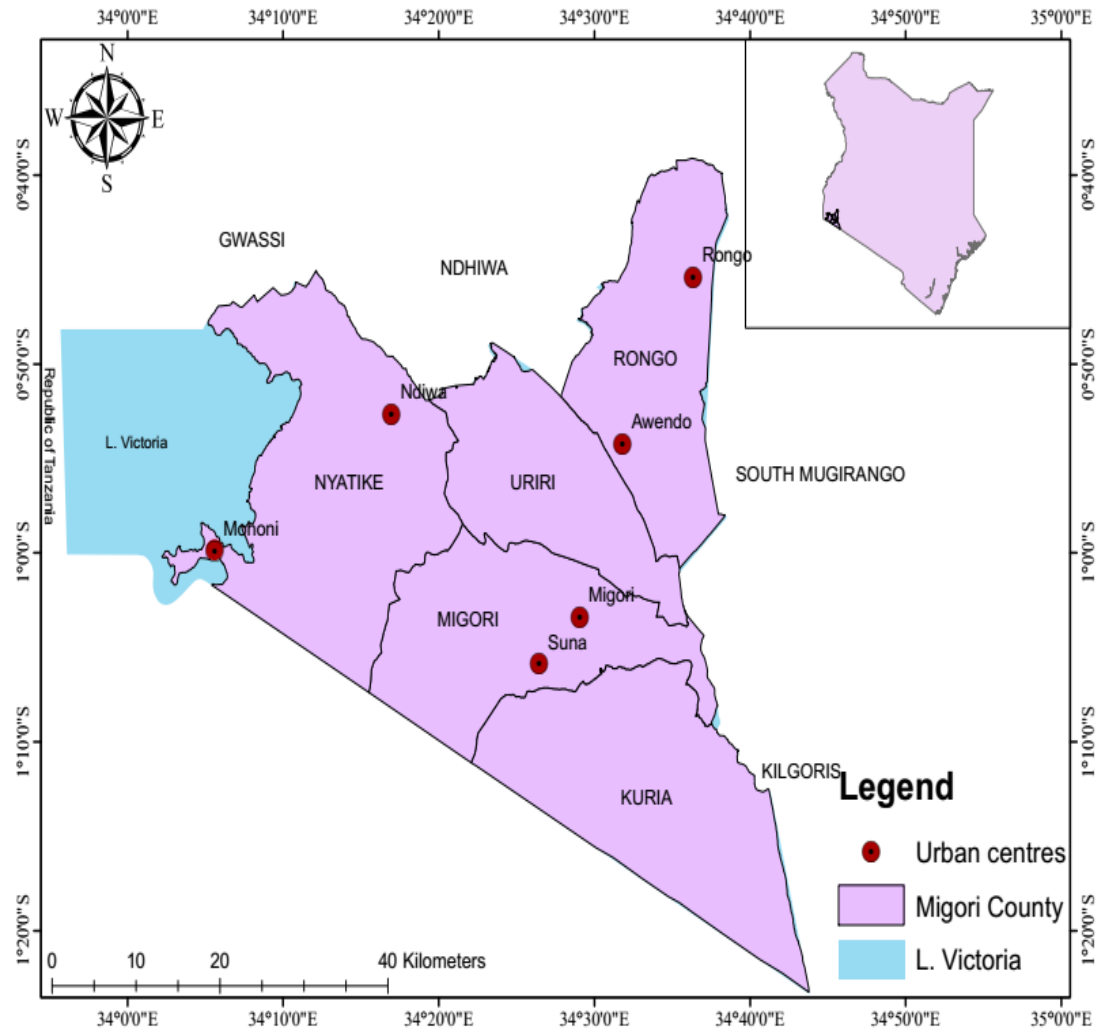 34°0'0"E 34°10'0"E 34°20'0"E 34°30'0"E 34°40'0"E 34°50'0"E 35°0'0"E
N
W E
S
0°40'0"S 0°40'0"S
GWASSI
NDHIWA
Rongo
RONGO
0°50'0"S 0°50'0"S
Republic of Tanzania
Ndiwa
Awendo
L. Victoria
SOUTH MUGIRANGO
NYATIKE
URIRI
Mohoni
1°0'0"S 1°0'0"S
Migori
MIGORI
Suna
1°10'0"S 1°10'0"S
KILGORIS
Legend
KURIA
Urban centres
Migori County
1°20'0"S 1°20'0"S
L. Victoria
0 10 20 40 Kilometers
34°0'0"E 34°10'0"E 34°20'0"E 34°30'0"E 34°40'0"E 34°50'0"E 35°0'0"E